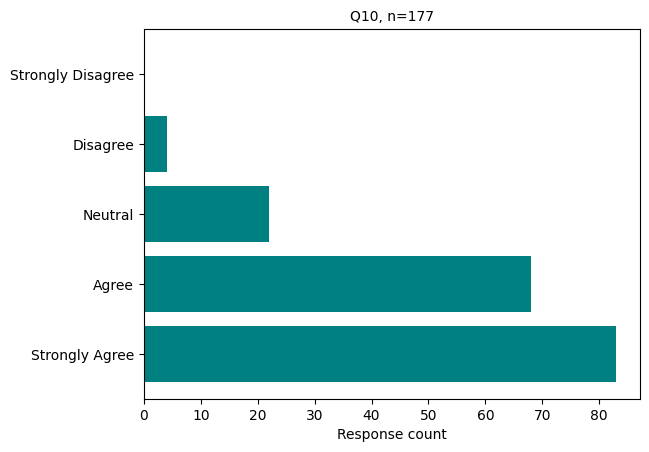 Q10, n=177
Strongly Disagree
Disagree
Neutral
Agree
Strongly Agree
0 10 20 30 40 50 60 70 80
Response count